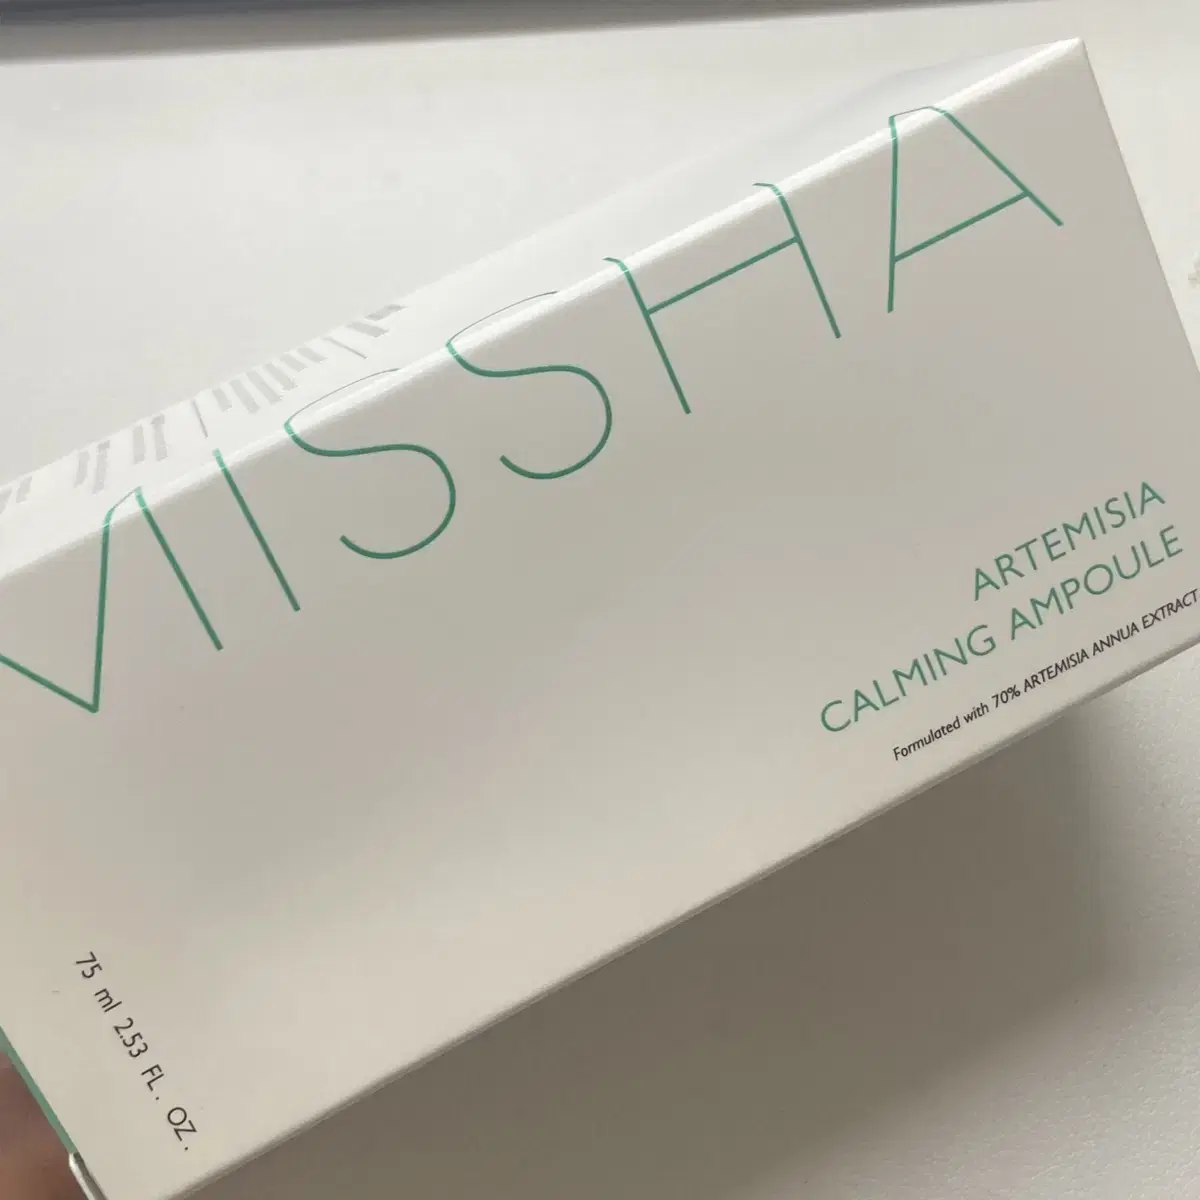 MISSHA
ARTEMISIA
CALMING AMPOULE
Formulated with 70% ARTEMISIA ANNUA EXTRACT
75 ml 2.53 FL. OZ.